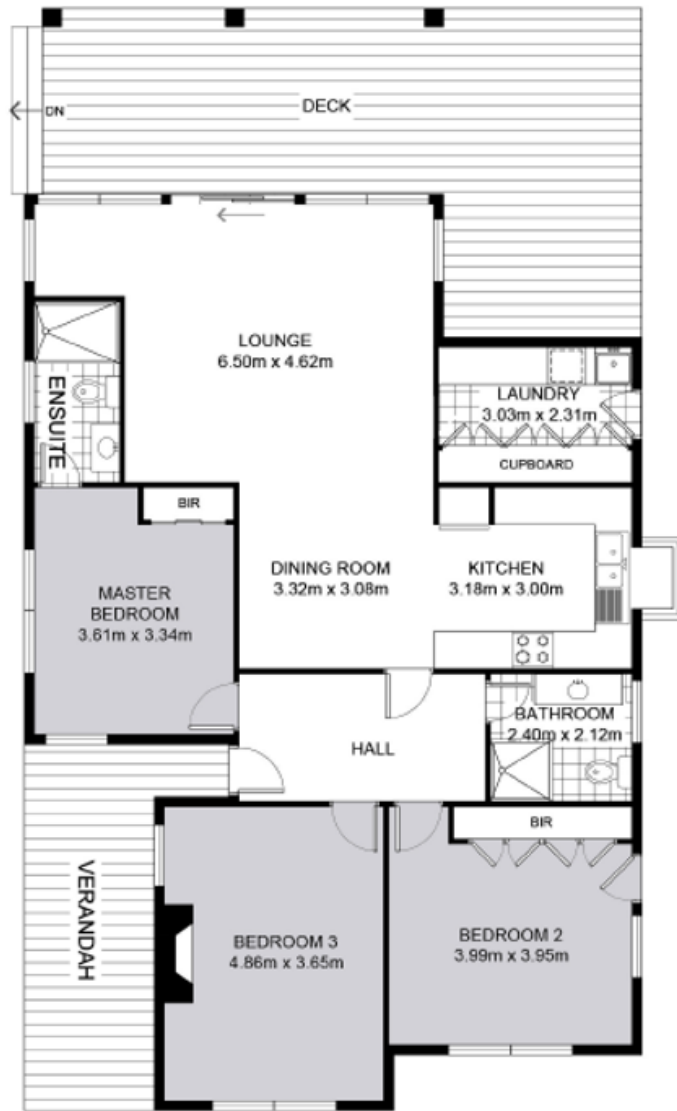 DECK
DN
LOUNGE
6.50m x 4.62m
ENSUITE
LAUNDRY
3.03m x 2.31m
CUPBOARD
BIR
MASTER
BEDROOM
3.61m x 3.34m
DINING ROOM
3.32m x 3.08m
KITCHEN
3.18m x 3.00m
BATHROOM
2.40m x 2.12m
HALL
BIR
VERANDAH
BEDROOM 3
4.86m x 3.65m
BEDROOM 2
3.99m x 3.95m